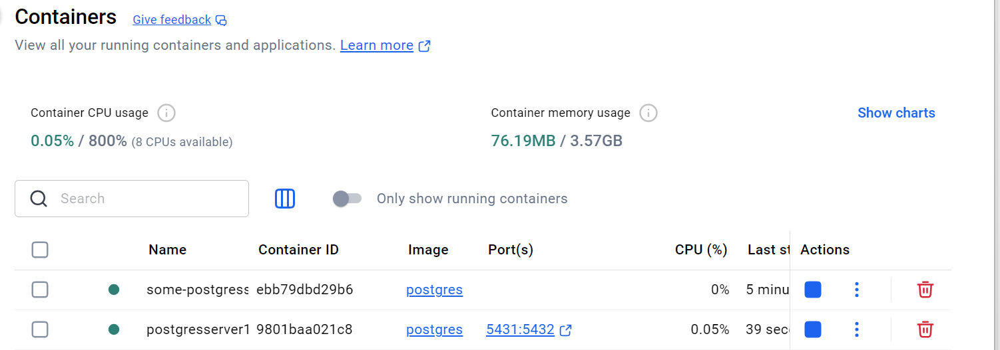 Containers Give feedback
View all your running containers and applications. Learn more
Container CPU usage Container memory usage Show charts
0.05% / 800% (8 CPUs available) 76.19MB / 3.57GB
Search Only show running containers
Name Container ID Image Port(s) CPU (%) Last st Actions
some-postgress ebb79dbd29b6 postgres 0% 5 minu
postgresserver1 9801baa021c8 postgres 5431:5432 0.05% 39 sec